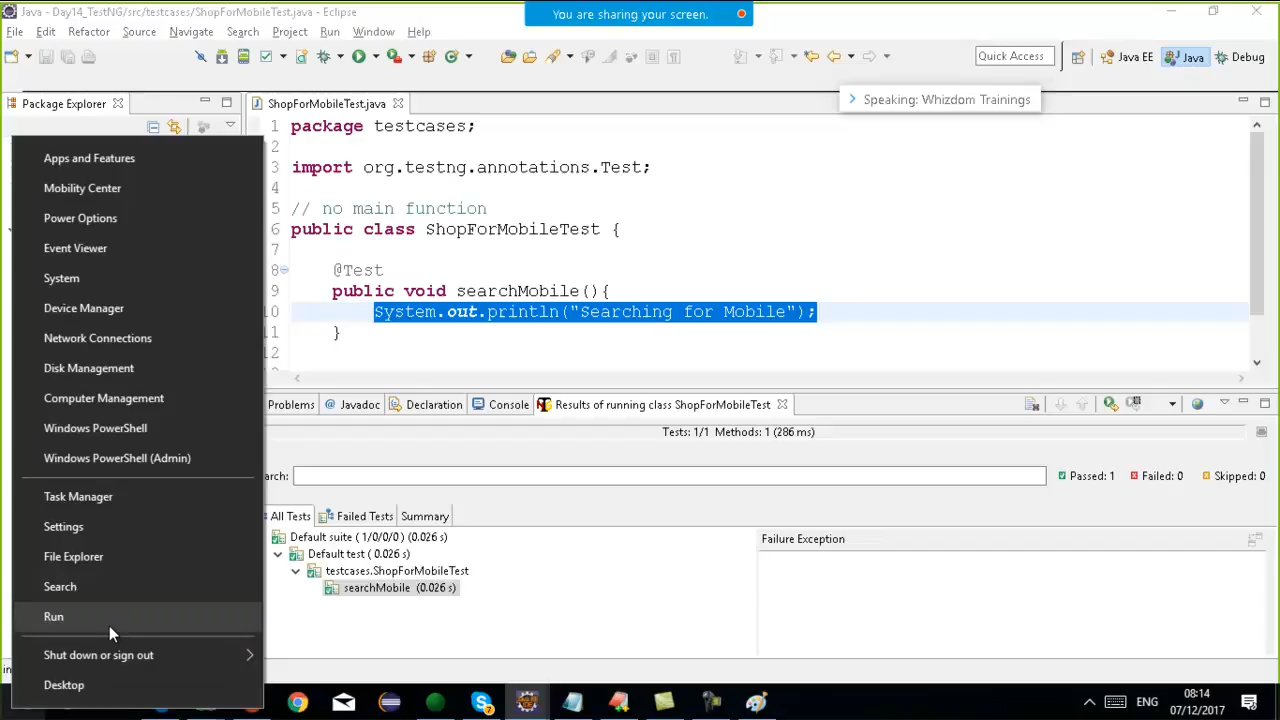 Java - Day14_TestNG/src/testcases/ShopForMobileTest.java - Eclipse
You are sharing your screen.
File Edit Refactor Source Navigate Search Project Run Window Help
Quick Access
Java EE
Java
Debug
Speaking: Whizdom Trainings
Package Explorer
ShopForMobileTest.java
1 package testcases;
2
3 import org.testng.annotations.Test;
4
5 // no main function
6 public class ShopForMobileTest {
7
8 @Test
9 public void searchMobile(){
10 System.out.println("Searching for Mobile");
11 }
12
Apps and Features
Mobility Center
Power Options
Event Viewer
System
Device Manager
Network Connections
Disk Management
Computer Management
Windows PowerShell
Windows PowerShell (Admin)
Task Manager
Settings
File Explorer
Search
Run
Shut down or sign out
Desktop
Problems @ Javadoc Declaration Console Results of running class ShopForMobileTest
Tests: 1/1 Methods: 1 (286 ms)
arch:
Passed: 1 Failed: 0 Skipped: 0
All Tests Failed Tests Summary
Default suite ( 1/0/0/0 ) (0.026 s)
Default test ( 0.026 s)
testcases.ShopForMobileTest
searchMobile (0.026 s)
Failure Exception
ENG
08:14
07/12/2017